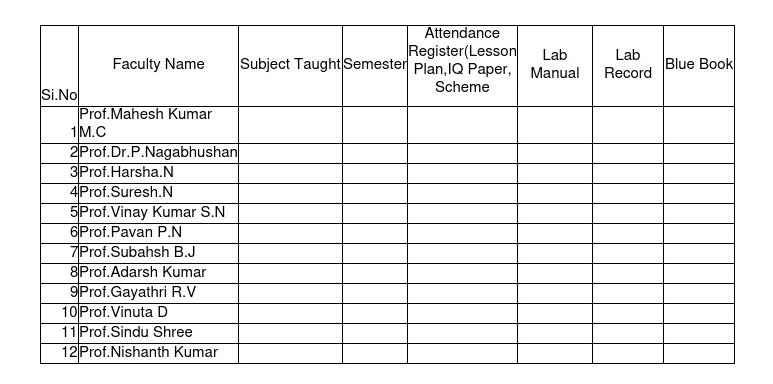 Si.No Faculty Name Subject Taught Semester Attendance Register(Lesson Plan,IQ Paper, Scheme Lab Manual Lab Record Blue Book
1 Prof.Mahesh Kumar M.C
2 Prof.Dr.P.Nagabhushan
3 Prof.Harsha.N
4 Prof.Suresh.N
5 Prof.Vinay Kumar S.N
6 Prof.Pavan P.N
7 Prof.Subahsh B.J
8 Prof.Adarsh Kumar
9 Prof.Gayathri R.V
10 Prof.Vinuta D
11 Prof.Sindu Shree
12 Prof.Nishanth Kumar